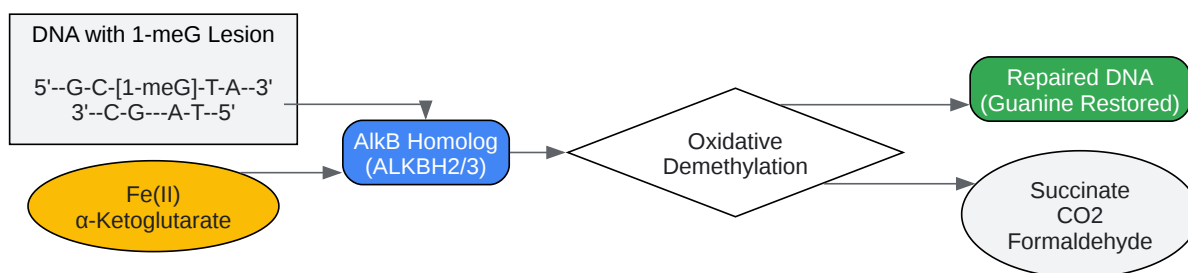 DNA with 1-meG Lesion
5'--G-C-[1-meG]-T-A--3'
3'--C-G---A-T--5'
Fe(II)
α-Ketoglutarate
AlkB Homolog
(ALKBH2/3)
Oxidative
Demethylation
Repaired DNA
(Guanine Restored)
Succinate
CO2
Formaldehyde